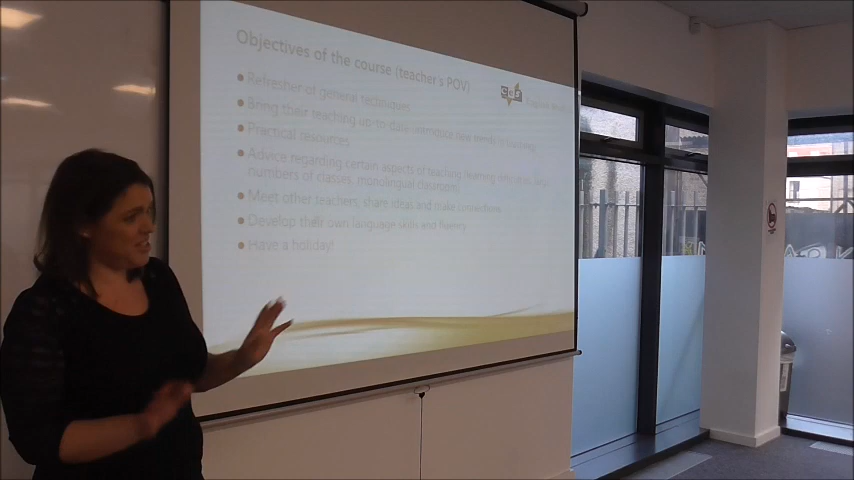 Objectives of the course (teacher's POV)
Refresher of general techniques
Bring their teaching up-to-date, introduce new trends in teaching
Practical resources
Advice regarding certain aspects of teaching/learning
numbers of classes, monolingual classrooms
Meet other teachers, share ideas and make connections
Develop their own language skills and fluency
Have a holiday!